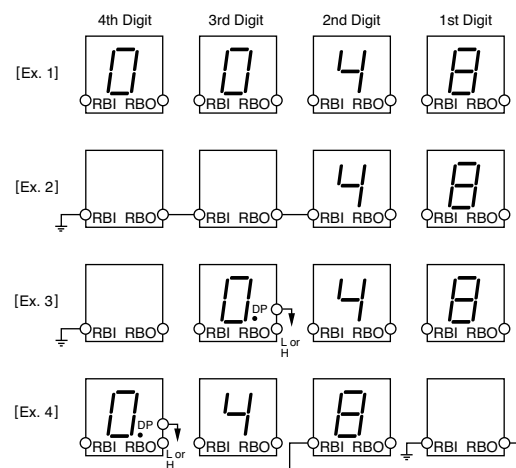 4th Digit 3rd Digit 2nd Digit 1st Digit
[Ex. 1] 0 0 4 8
RBI RBO RBI RBO RBI RBO RBI RBO
[Ex. 2] 4 8
RBI RBO RBI RBO RBI RBO RBI RBO
[Ex. 3] 0. DP 4 8
RBI RBO RBI RBO L or RBI RBO RBI RBO
H
[Ex. 4] 0. DP 4 8
RBI RBO L or RBI RBO RBI RBO RBI RBO
H